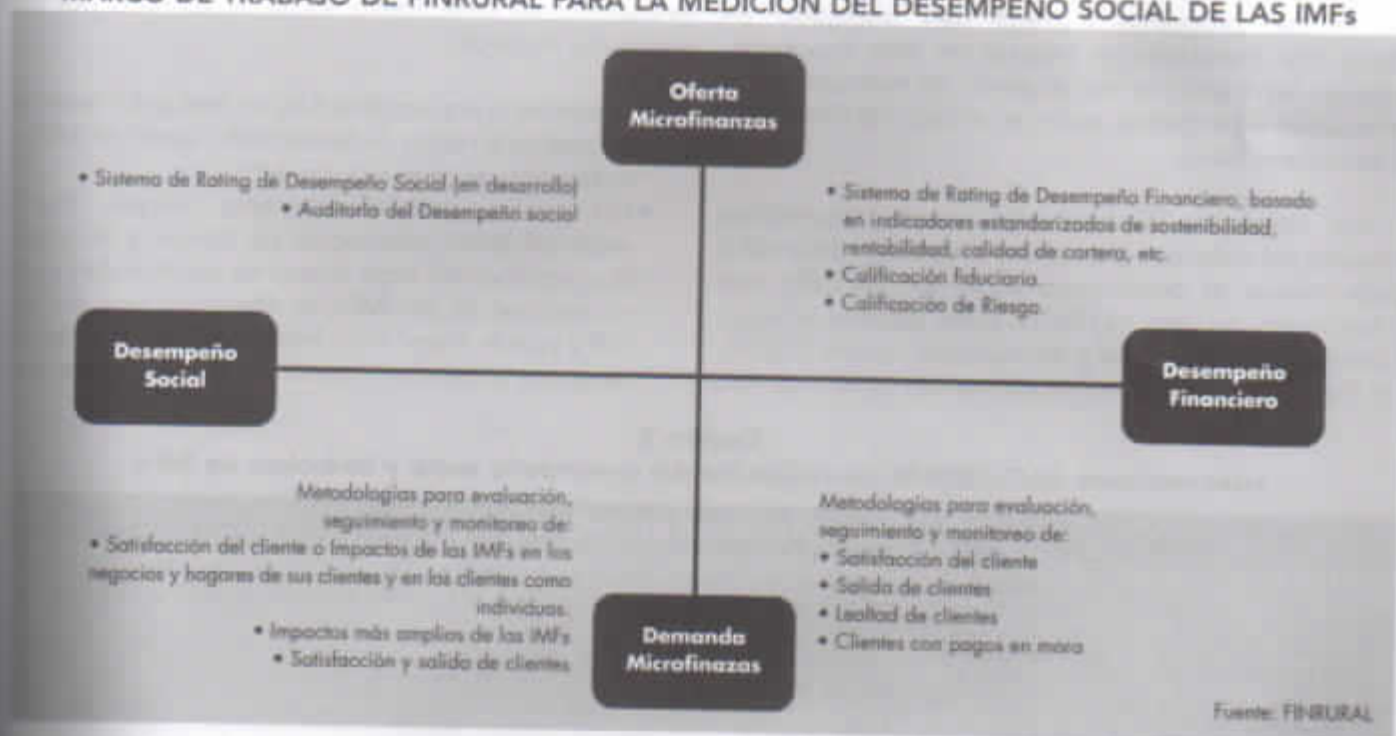 MARCO DE TRABAJO DE FINRURAL PARA LA MEDICIÓN DEL DESEMPEÑO SOCIAL DE LAS IMFs
Oferta
Microfinanzas
• Sistema de Rating de Desempeño Social (en desarrollo)
• Auditoría del Desempeño social
• Sistema de Rating de Desempeño Financiero, basado
en indicadores estandarizados de sostenibilidad,
rentabilidad, calidad de cartera, etc.
• Calificación fiduciaria.
• Calificación de Riesgo.
Desempeño
Social
Desempeño
Financiero
Metodologías para evaluación,
seguimiento y monitoreo de:
• Satisfacción del cliente o Impactos de las IMFs en los
negocios y hogares de sus clientes y en los clientes como
individuos.
• Impactos más amplios de las IMFs
• Satisfacción y salida de clientes
Metodologías para evaluación,
seguimiento y monitoreo de:
• Satisfacción del cliente
• Salida de clientes
• Lealtad de clientes
• Clientes con pagos en mora
Demanda
Microfinazas
Fuente: FINRURAL